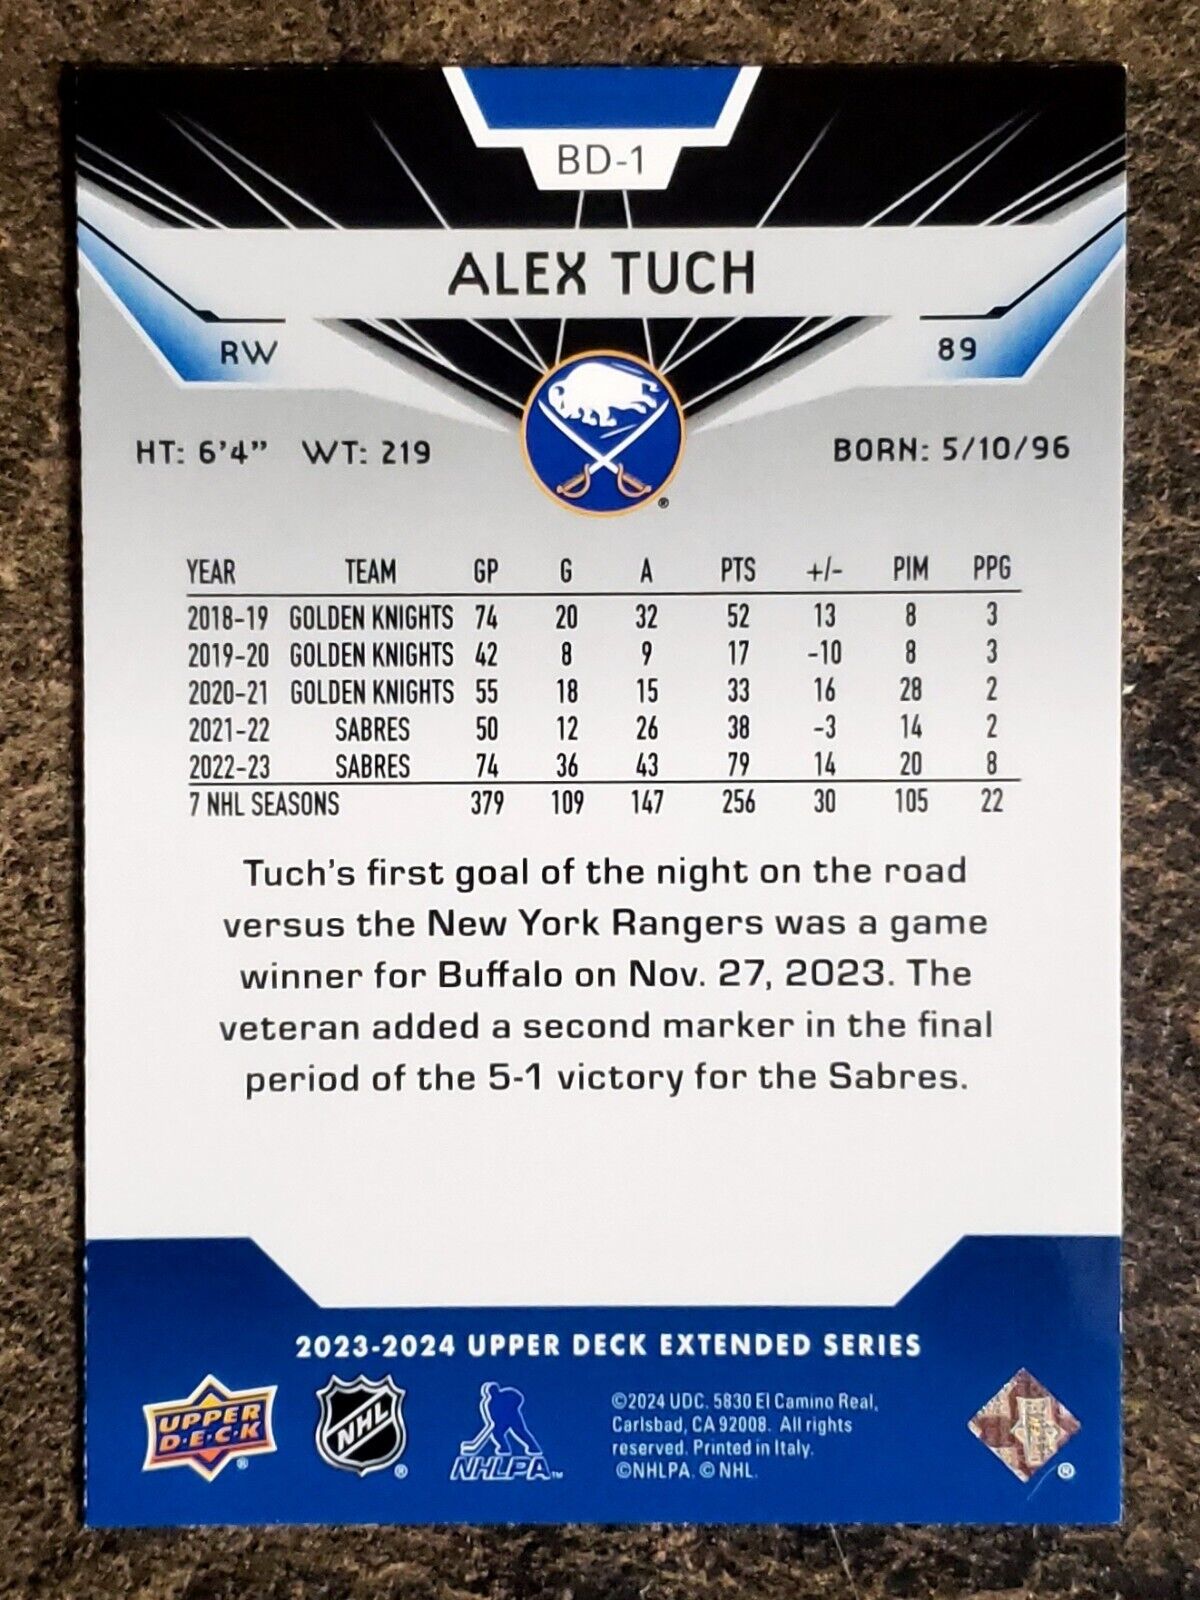 BD-1
ALEX TUCH
RW 89
HT: 6'4" WT: 219 BORN: 5/10/96
®
YEAR TEAM GP G A PTS +/- PIM PPG
2018-19 GOLDEN KNIGHTS 74 20 32 52 13 8 3
2019-20 GOLDEN KNIGHTS 42 8 9 17 -10 8 3
2020-21 GOLDEN KNIGHTS 55 18 15 33 16 28 2
2021-22 SABRES 50 12 26 38 -3 14 2
2022-23 SABRES 74 36 43 79 14 20 8
7 NHL SEASONS 379 109 147 256 30 105 22
Tuch's first goal of the night on the road
versus the New York Rangers was a game
winner for Buffalo on Nov. 27, 2023. The
veteran added a second marker in the final
period of the 5-1 victory for the Sabres.
2023-2024 UPPER DECK EXTENDED SERIES
UPPER
D·E·C·K
®
NHL
®
NHLPA™
©2024 UDC. 5830 El Camino Real,
Carlsbad, CA 92008. All rights
reserved. Printed in Italy.
©NHLPA. © NHL.
®